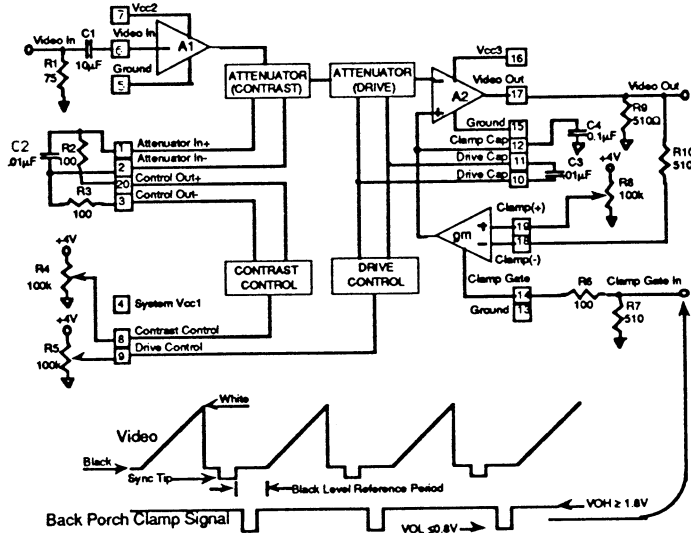 7
Vcc2
Video In
C1
10µF
Video In
6
A1
R1
75
Ground
5
ATTENUATOR
(CONTRAST)
ATTENUATOR
(DRIVE)
Vcc3
16
Video Out
17
A2
Video Out
R9
510Ω
Ground
15
Clamp Cap
12
C4
0.1µF
Drive Cap
11
Drive Cap
10
C3
.01µF
+4V
R8
100k
R10
510
C2
.01µF
R2
100
R3
100
1
Attenuator In+
2
Attenuator In-
20
Control Out+
3
Control Out-
Clamp(+)
19
18
Clamp(-)
gm
+4V
R4
100k
4
System Vcc1
CONTRAST
CONTROL
DRIVE
CONTROL
Clamp Gate
14
Ground
13
R6
100
Clamp Gate In
R7
510
+4V
R5
100k
8
Contrast Control
9
Drive Control
White
Video
Black
Sync Tip
Black Level Reference Period
Back Porch Clamp Signal
VOL ≤0.8V
VOH ≥ 1.8V